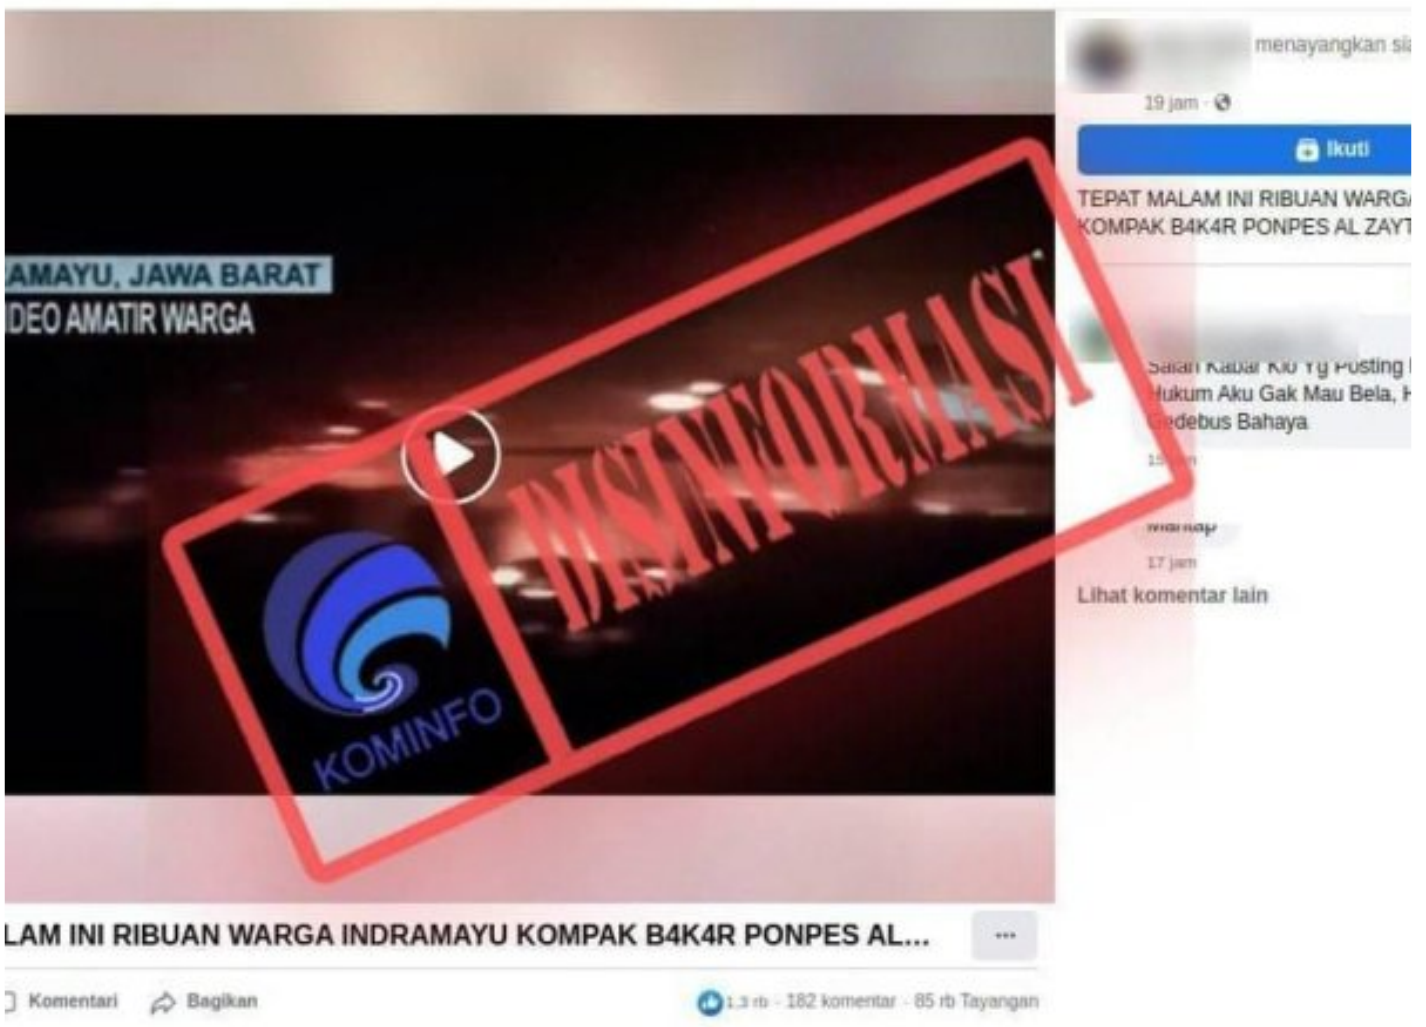 menayangkan
19 jam
Ikuti
TEPAT MALAM INI RIBUAN WARGA
KOMPAK B4K4R PONPES AL ZAYT
AMAYU, JAWA BARAT
IDEO AMATIR WARGA
DISINFORMASI
KOMINFO
Salah Kabar Klo Yg Posting
Hukum Aku Gak Mau Bela, H
Gedebus Bahaya
Mantap
17 jam
Lihat komentar lain
LAM INI RIBUAN WARGA INDRAMAYU KOMPAK B4K4R PONPES AL...
Komentari Bagikan 1,3 rb · 182 komentar · 85 rb Tayangan